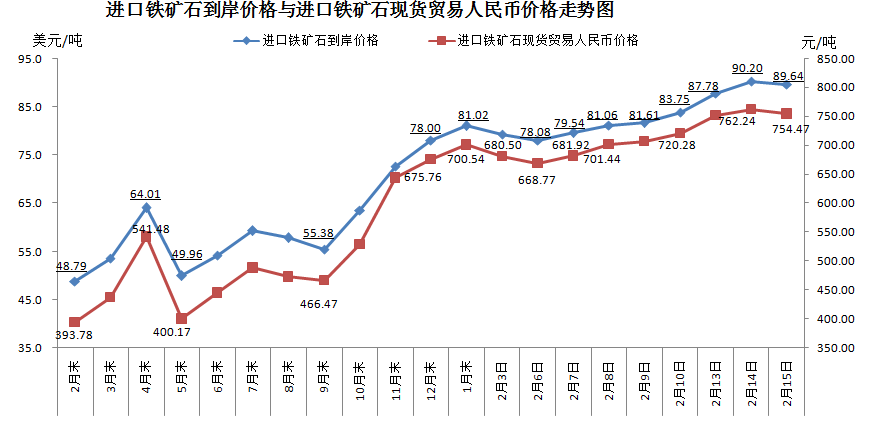 进口铁矿石到岸价格与进口铁矿石现货贸易人民币价格走势图
美元/吨
进口铁矿石到岸价格
进口铁矿石现货贸易人民币价格
元/吨
95.0
85.0
75.0
65.0
55.0
45.0
35.0
850.00
800.00
750.00
700.00
650.00
600.00
550.00
500.00
450.00
400.00
350.00
48.79
64.01
49.96
55.38
78.00
81.02
78.08
79.54
81.06
81.61
83.75
87.78
90.20
89.64
393.78
541.48
400.17
466.47
675.76
700.54
680.50
668.77
681.92
701.44
720.28
762.24
754.47
2月末
3月末
4月末
5月末
6月末
7月末
8月末
9月末
10月末
11月末
12月末
1月末
2月3日
2月6日
2月7日
2月8日
2月9日
2月10日
2月13日
2月14日
2月15日